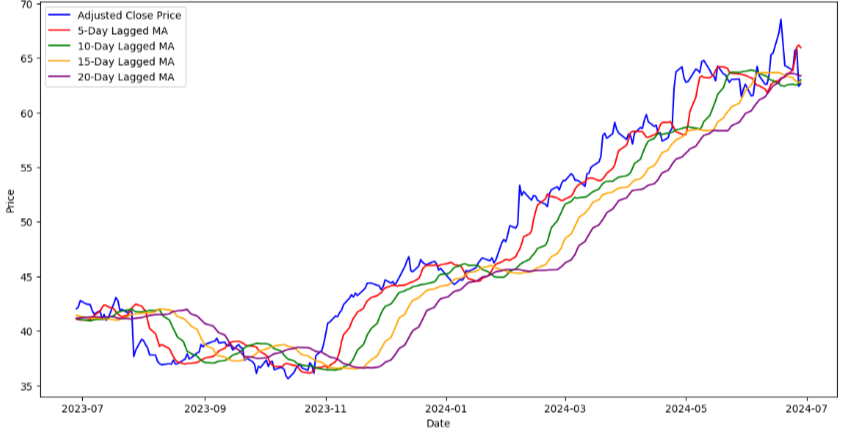 70
65
60
55
50
45
40
35
Price
Adjusted Close Price
5-Day Lagged MA
10-Day Lagged MA
15-Day Lagged MA
20-Day Lagged MA
2023-07 2023-09 2023-11 2024-01 2024-03 2024-05 2024-07
Date